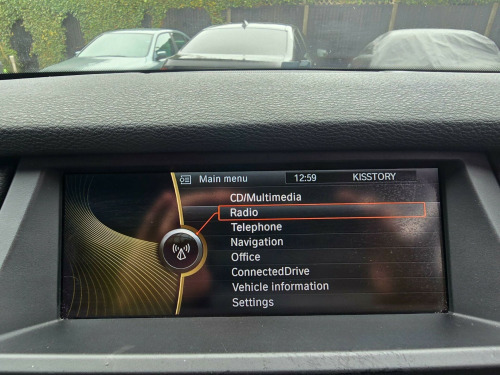 Main menu 12:59 KISSTORY
CD/Multimedia
Radio
Telephone
Navigation
Office
ConnectedDrive
Vehicle information
Settings